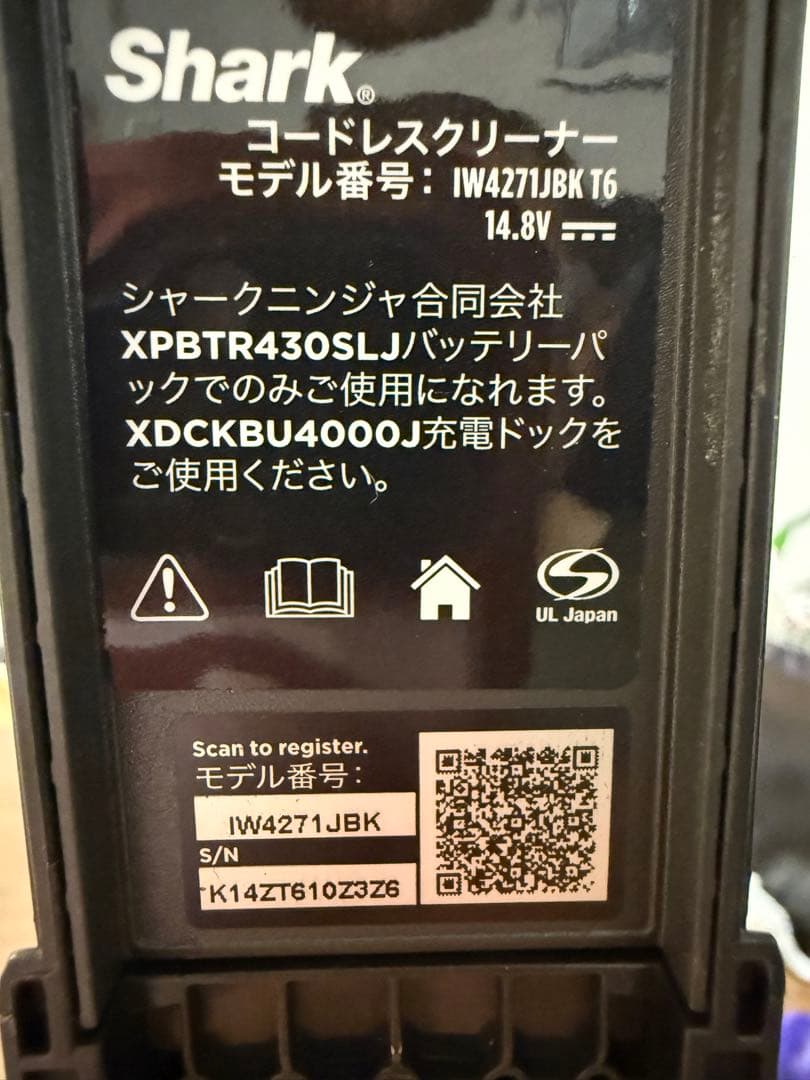 Shark®
コードレスクリーナー
モデル番号：IW4271JBK T6
14.8V
シャークニンジャ合同会社
XPBTR430SLJバッテリーパ
ックでのみご使用になれます。
XDCKBU4000J充電ドックを
ご使用ください。
UL Japan
Scan to register.
モデル番号：
IW4271JBK
S/N
K14ZT610Z3Z6